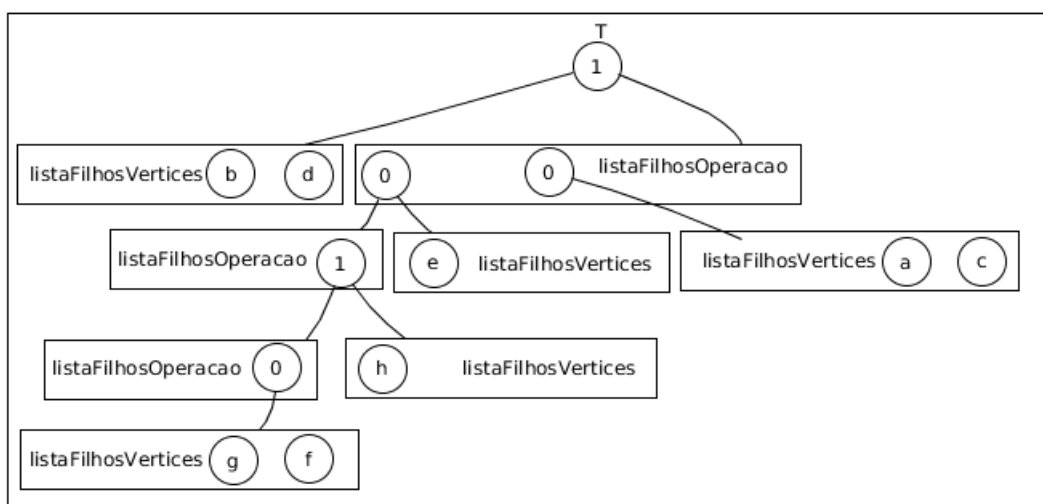 T
1
listaFilhosVertices b d
0 0 listaFilhosOperacao
listaFilhosOperacao 1
e listaFilhosVertices
listaFilhosVertices a c
listaFilhosOperacao 0
h listaFilhosVertices
listaFilhosVertices g f